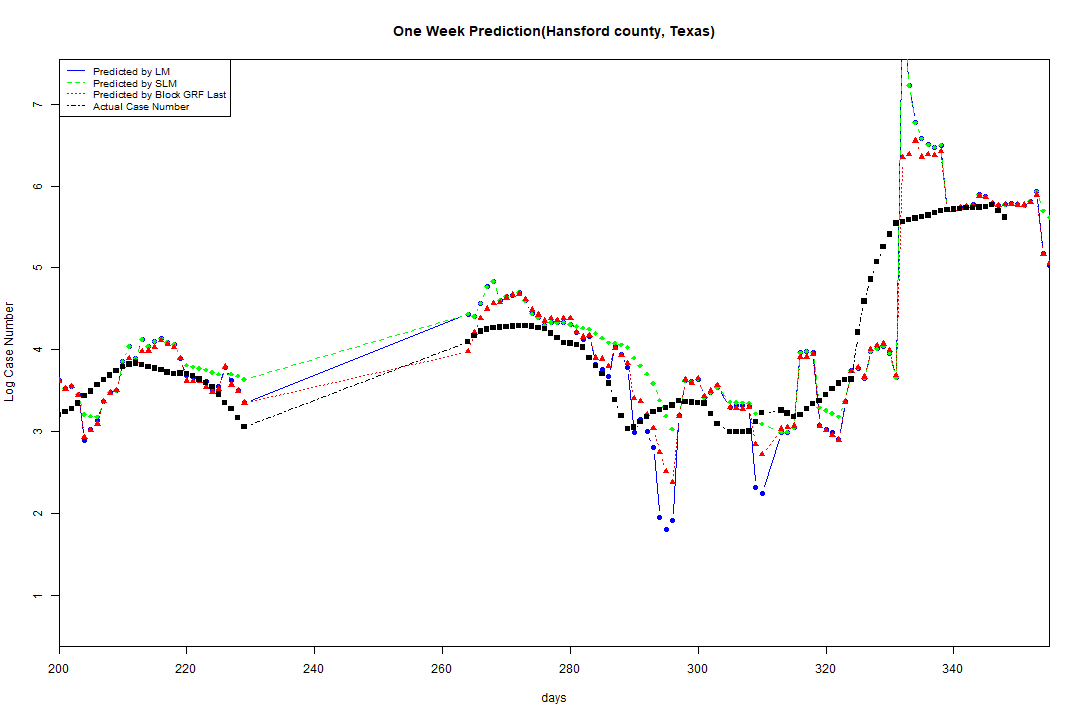 One Week Prediction(Hansford county, Texas)
Predicted by LM
Predicted by SLM
Predicted by Block GRF Last
Actual Case Number
Log Case Number
7
6
5
4
3
2
1
200 220 240 260 280 300 320 340
days